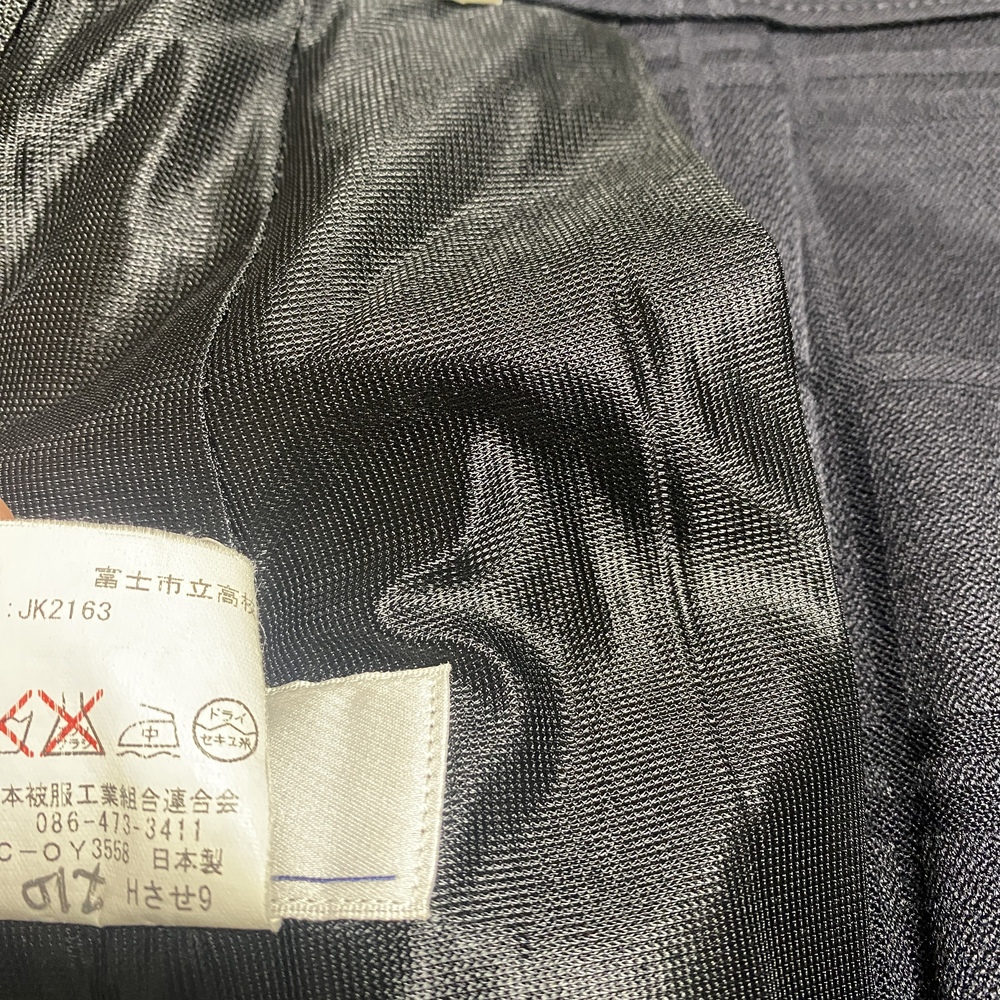 富士市立高校
:JK2163
中
ドライ
セキユ系
本被服工業組合連合会
086-473-3411
C-OY3558 日本製
Hさせ9